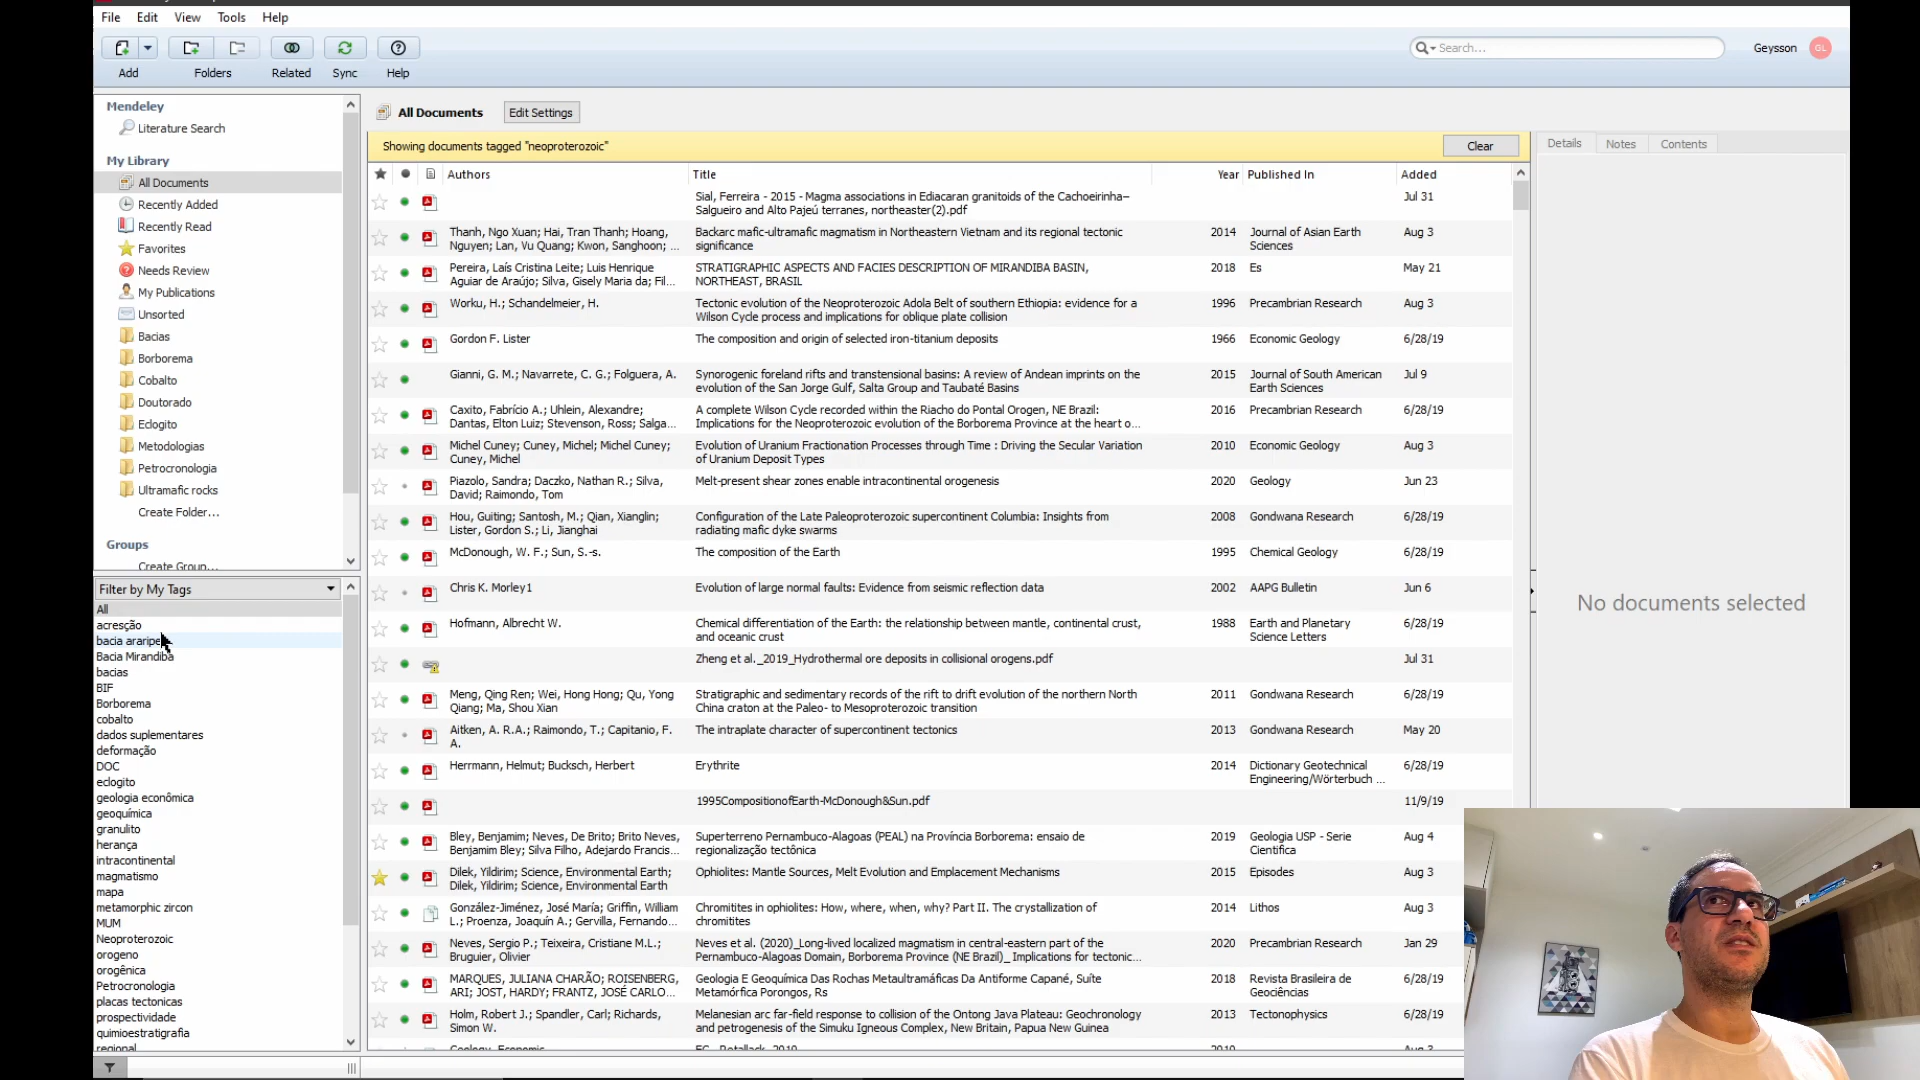 File Edit View Tools Help
Add Folders Related Sync Help
Search...
Geysson GL
Mendeley
Literature Search
My Library
All Documents
Recently Added
Recently Read
Favorites
Needs Review
My Publications
Unsorted
Bacias
Borborema
Cobalto
Doutorado
Eclogito
Metodologias
Petrocronologia
Ultramafic rocks
Create Folder...
Groups
Create Group...
Filter by My Tags
All
acresção
bacia araripe
Bacia Mirandiba
bacias
BIF
Borborema
cobalto
dados suplementares
deformação
DOC
eclogito
geologia econômica
geoquímica
granulito
herança
intracontinental
magmatismo
mapa
metamorphic zircon
MUM
Neoproterozoic
orogeno
orogênica
Petrocronologia
placas tectonicas
prospectividade
quimioestratigrafia
regional
All Documents Edit Settings
Showing documents tagged "neoproterozoic" Clear
Authors Title Year Published In Added
Sial, Ferreira - 2015 - Magma associations in Ediacaran granitoids of the Cachoeirinha– Jul 31
Salgueiro and Alto Pajeú terranes, northeaster(2).pdf
Thanh, Ngo Xuan; Hai, Tran Thanh; Hoang, Backarc mafic-ultramafic magmatism in Northeastern Vietnam and its regional tectonic 2014 Journal of Asian Earth Aug 3
Nguyen; Lan, Vu Quang; Kwon, Sanghoon; ... significance Sciences
Pereira, Laís Cristina Leite; Luis Henrique STRATIGRAPHIC ASPECTS AND FACIES DESCRIPTION OF MIRANDIBA BASIN, 2018 Es May 21
Aguiar de Araújo; Silva, Gisely Maria da; Fil... NORTHEAST, BRASIL
Worku, H.; Schandelmeier, H. Tectonic evolution of the Neoproterozoic Adola Belt of southern Ethiopia: evidence for a 1996 Precambrian Research Aug 3
Wilson Cycle process and implications for oblique plate collision
Gordon F. Lister The composition and origin of selected iron-titanium deposits 1966 Economic Geology 6/28/19
Gianni, G. M.; Navarrete, C. G.; Folguera, A. Synorogenic foreland rifts and transtensional basins: A review of Andean imprints on the 2015 Journal of South American Jul 9
evolution of the San Jorge Gulf, Salta Group and Taubaté Basins Earth Sciences
Caxito, Fabrício A.; Uhlein, Alexandre; A complete Wilson Cycle recorded within the Riacho do Pontal Orogen, NE Brazil: 2016 Precambrian Research 6/28/19
Dantas, Elton Luiz; Stevenson, Ross; Salga... Implications for the Neoproterozoic evolution of the Borborema Province at the heart o...
Michel Cuney; Cuney, Michel; Michel Cuney; Evolution of Uranium Fractionation Processes through Time : Driving the Secular Variation 2010 Economic Geology Aug 3
Cuney, Michel of Uranium Deposit Types
Piazolo, Sandra; Daczko, Nathan R.; Silva, Melt-present shear zones enable intracontinental orogenesis 2020 Geology Jun 23
David; Raimondo, Tom
Hou, Guiting; Santosh, M.; Qian, Xianglin; Configuration of the Late Paleoproterozoic supercontinent Columbia: Insights from 2008 Gondwana Research 6/28/19
Lister, Gordon S.; Li, Jianghai radiating mafic dyke swarms
McDonough, W. F.; Sun, S.-s. The composition of the Earth 1995 Chemical Geology 6/28/19
Chris K. Morley1 Evolution of large normal faults: Evidence from seismic reflection data 2002 AAPG Bulletin Jun 6
Hofmann, Albrecht W. Chemical differentiation of the Earth: the relationship between mantle, continental crust, 1988 Earth and Planetary 6/28/19
and oceanic crust Science Letters
Zheng et al._2019_Hydrothermal ore deposits in collisional orogens.pdf Jul 31
Meng, Qing Ren; Wei, Hong Hong; Qu, Yong Stratigraphic and sedimentary records of the rift to drift evolution of the northern North 2011 Gondwana Research 6/28/19
Qiang; Ma, Shou Xian China craton at the Paleo- to Mesoproterozoic transition
Aitken, A. R.A.; Raimondo, T.; Capitanio, F. The intraplate character of supercontinent tectonics 2013 Gondwana Research May 20
A.
Herrmann, Helmut; Bucksch, Herbert Erythrite 2014 Dictionary Geotechnical 6/28/19
Engineering/Wörterbuch ...
1995CompositionofEarth-McDonough&Sun.pdf 11/9/19
Bley, Benjamim; Neves, De Brito; Brito Neves, Superterreno Pernambuco-Alagoas (PEAL) na Província Borborema: ensaio de 2019 Geologia USP - Serie Aug 4
Benjamim Bley; Silva Filho, Adejardo Francis... regionalização tectônica Cientifica
Dilek, Yildirim; Science, Environmental Earth; Ophiolites: Mantle Sources, Melt Evolution and Emplacement Mechanisms 2015 Episodes Aug 3
Dilek, Yildirim; Science, Environmental Earth
González-Jiménez, José María; Griffin, William Chromitites in ophiolites: How, where, when, why? Part II. The crystallization of 2014 Lithos Aug 3
L.; Proenza, Joaquín A.; Gervilla, Fernando... chromitites
Neves, Sergio P.; Teixeira, Cristiane M.L.; Neves et al. (2020)_Long-lived localized magmatism in central-eastern part of the 2020 Precambrian Research Jan 29
Bruguier, Olivier Pernambuco-Alagoas Domain, Borborema Province (NE Brazil)_ Implications for tectonic...
MARQUES, JULIANA CHARÃO; ROISENBERG, Geologia E Geoquímica Das Rochas Metaultramáficas Da Antiforme Capané, Suíte 2018 Revista Brasileira de 6/28/19
ARI; JOST, HARDY; FRANTZ, JOSÉ CARLO... Metamórfica Porongos, Rs Geociências
Holm, Robert J.; Spandler, Carl; Richards, Melanesian arc far-field response to collision of the Ontong Java Plateau: Geochronology 2013 Tectonophysics 6/28/19
Simon W. and petrogenesis of the Simuku Igneous Complex, New Britain, Papua New Guinea
Details Notes Contents
No documents selected